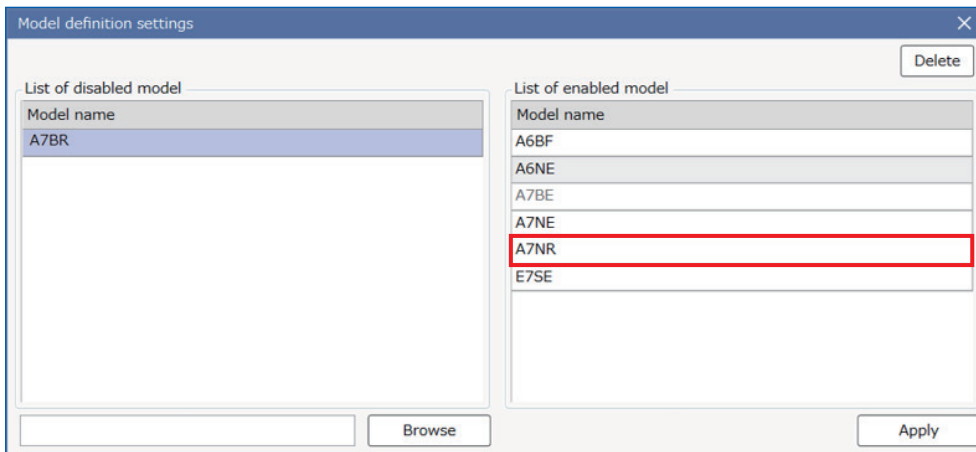 Model definition settings
Delete
List of disabled model
Model name
A7BR
List of enabled model
Model name
A6BF
A6NE
A7BE
A7NE
A7NR
E7SE
Browse
Apply